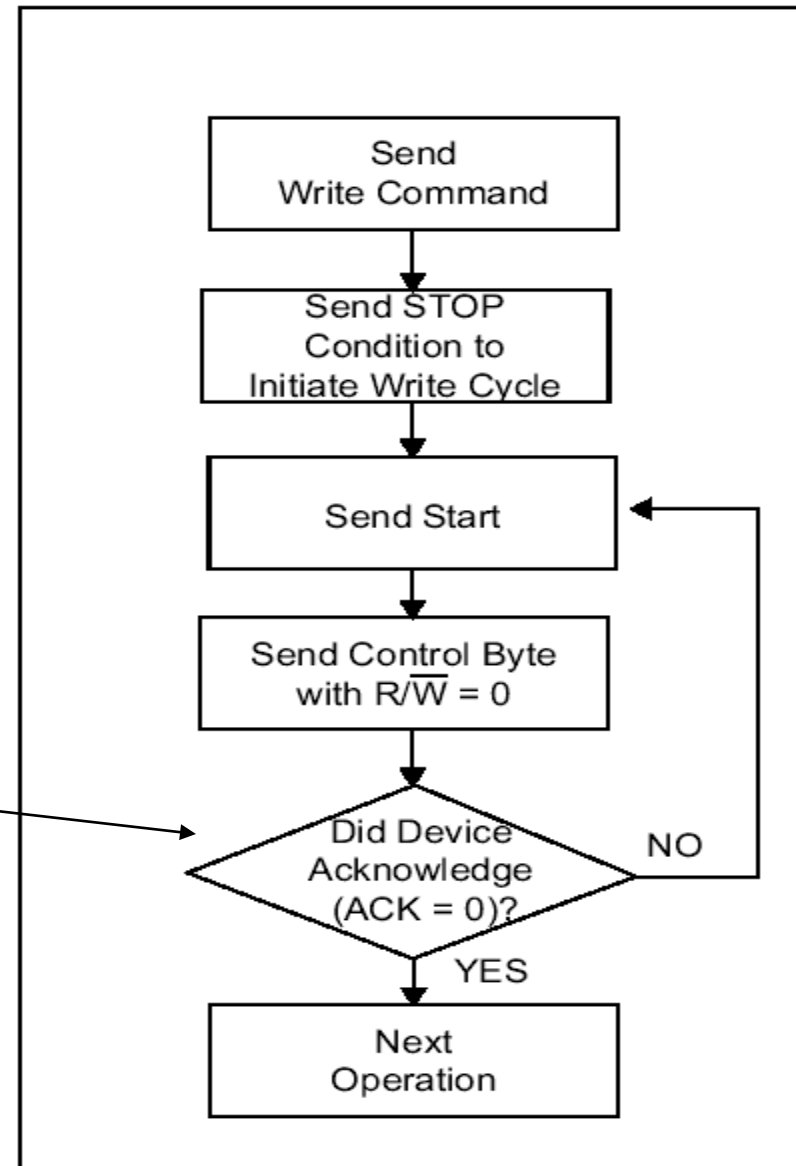 Send
Write Command
Send STOP
Condition to
Initiate Write Cycle
Send Start
Send Control Byte
with R/W̅ = 0
Did Device
Acknowledge
(ACK = 0)?
NO
YES
Next
Operation